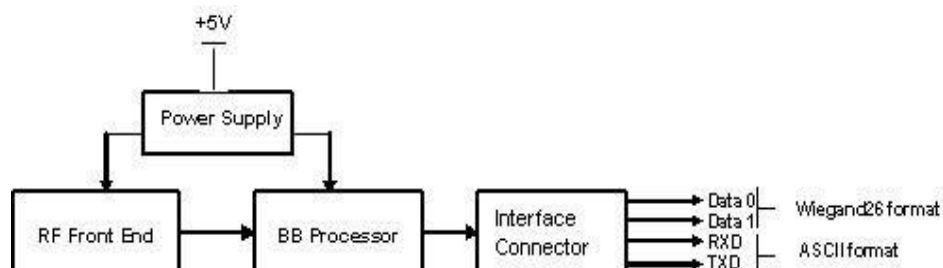 +5V
Power Supply
RF Front End
BB Processor
Interface
Connector
Data 0
Data 1
RXD
TXD
Wiegand26 format
ASCII format